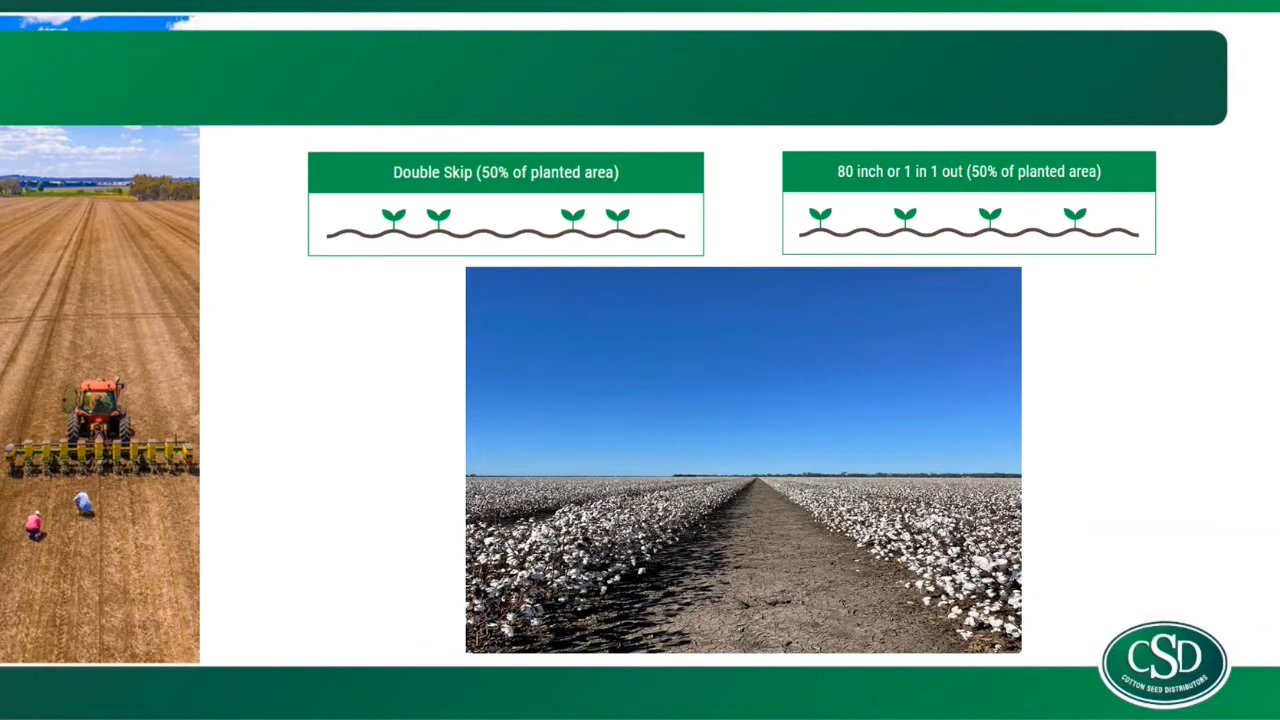 Double Skip (50% of planted area)
80 inch or 1 in 1 out (50% of planted area)
CSD
COTTON SEED DISTRIBUTORS